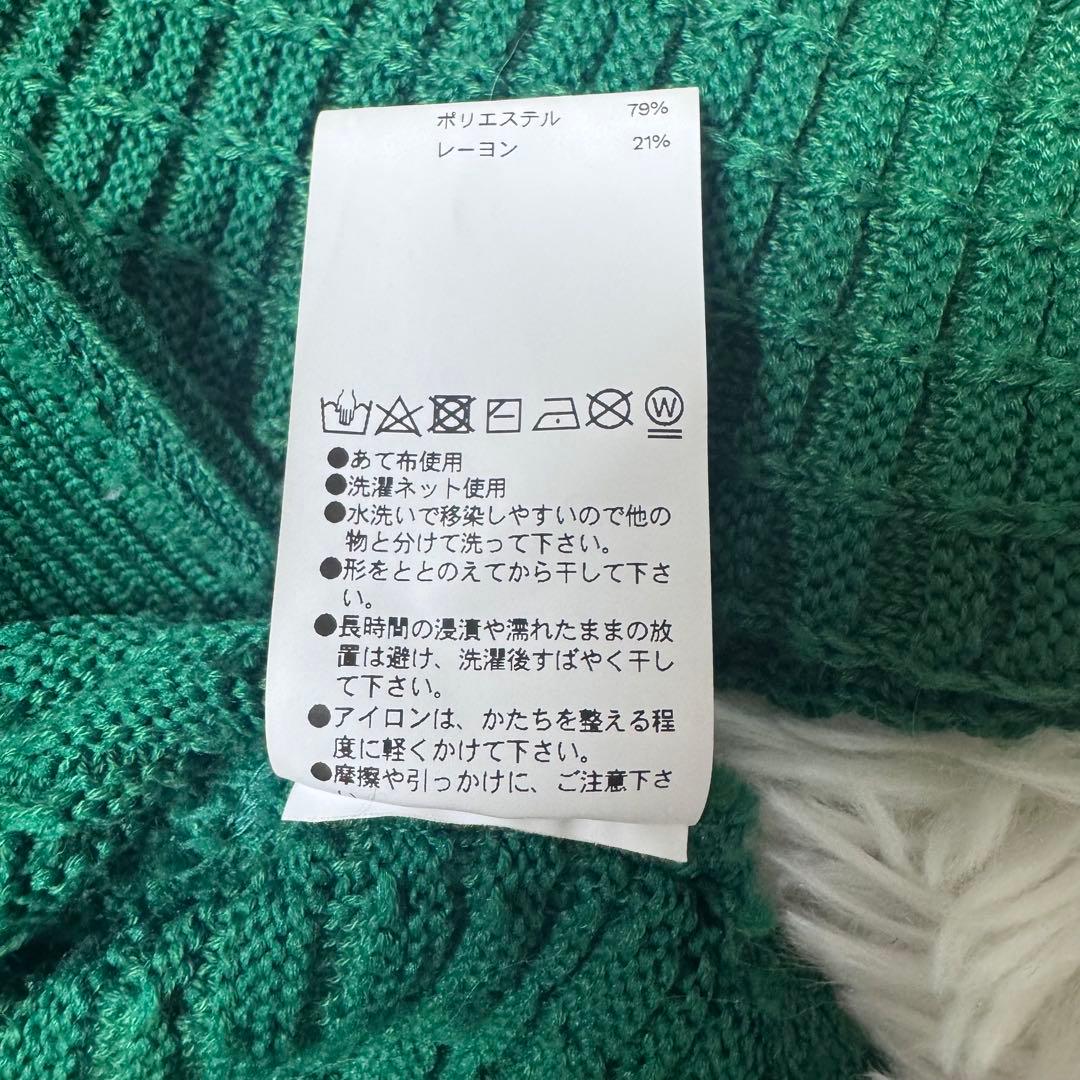 ポリエステル 79%
レーヨン 21%
W
●あて布使用
●洗濯ネット使用
●水洗いで移染しやすいので他の
物と分けて洗って下さい。
●形をととのえてから干して下さ
い。
●長時間の浸漬や濡れたままの放
置は避け、洗濯後すばやく干し
て下さい。
●アイロンは、かたちを整える程
度に軽くかけて下さい。
●摩擦や引っかけに、ご注意下さ